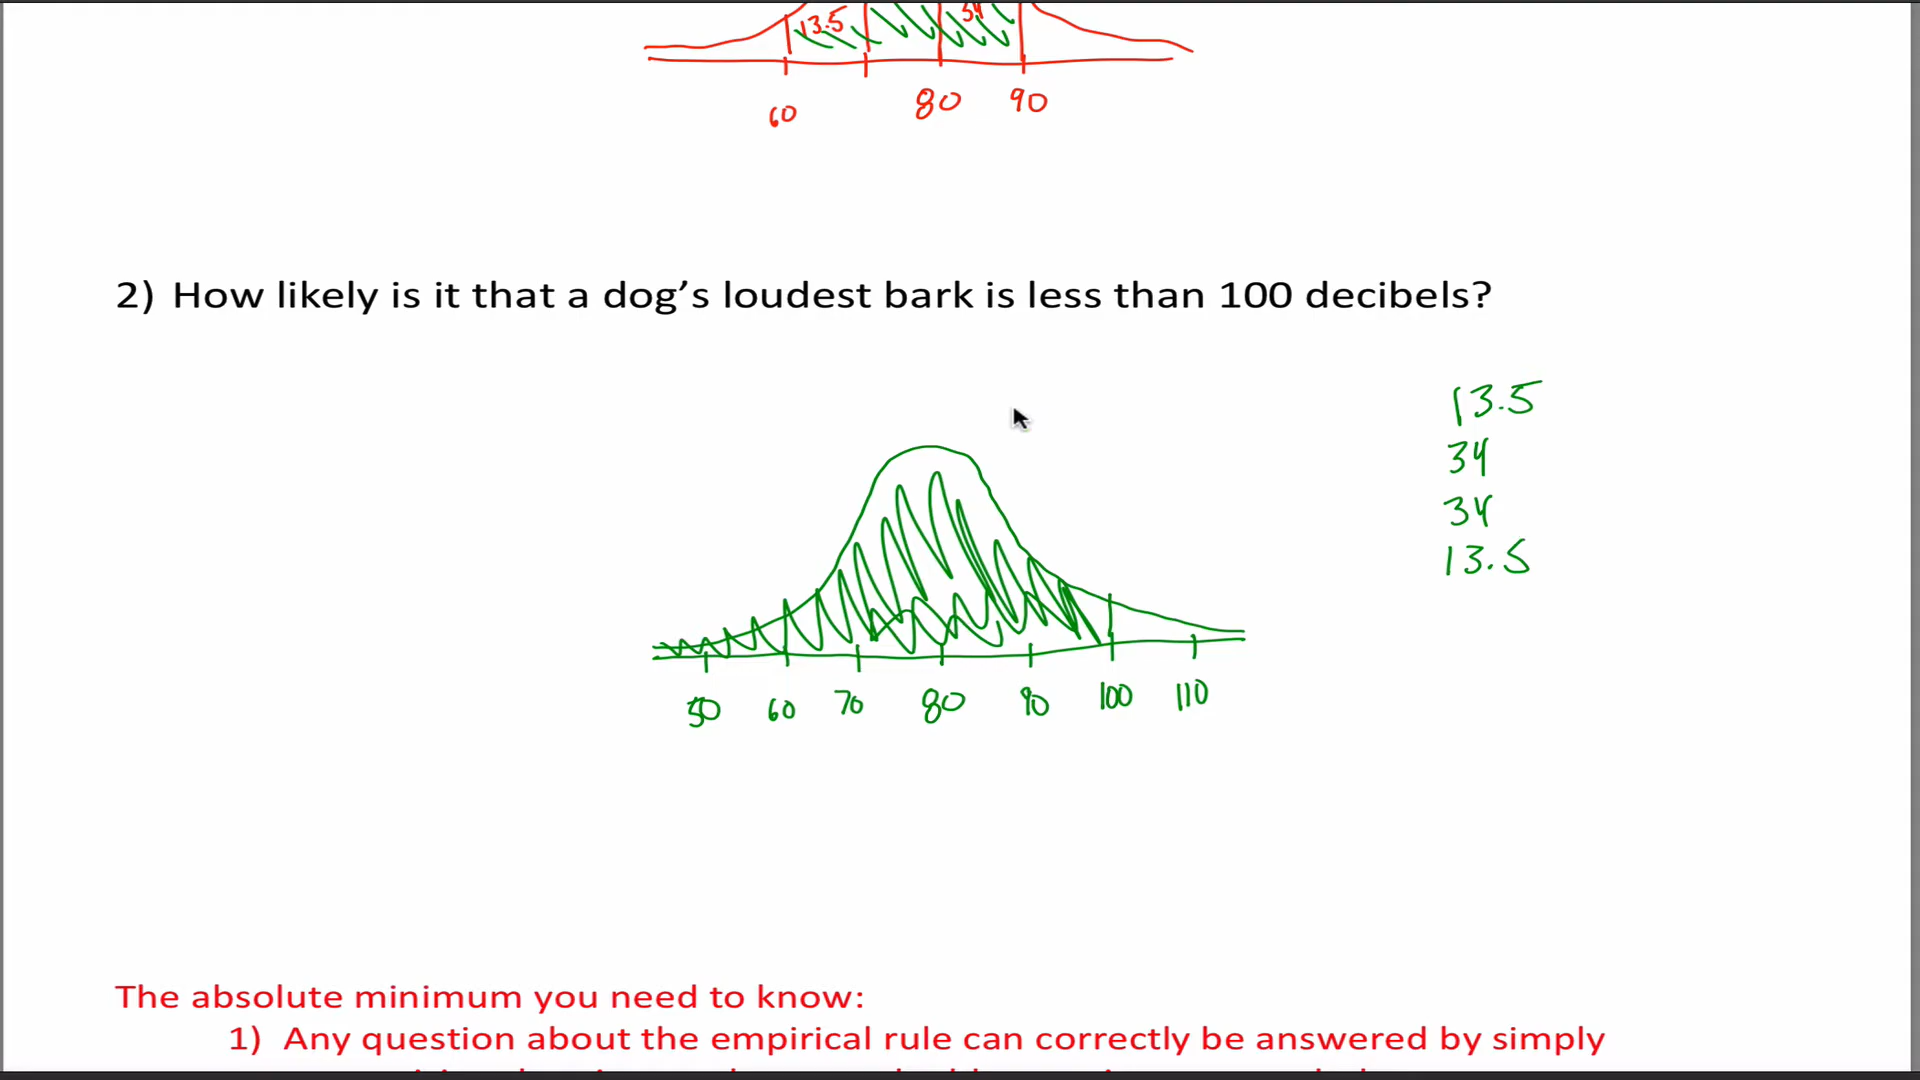 13.5 34
60 80 90
2) How likely is it that a dog’s loudest bark is less than 100 decibels?
13.5
34
34
13.5
50 60 70 80 90 100 110
The absolute minimum you need to know:
1) Any question about the empirical rule can correctly be answered by simply